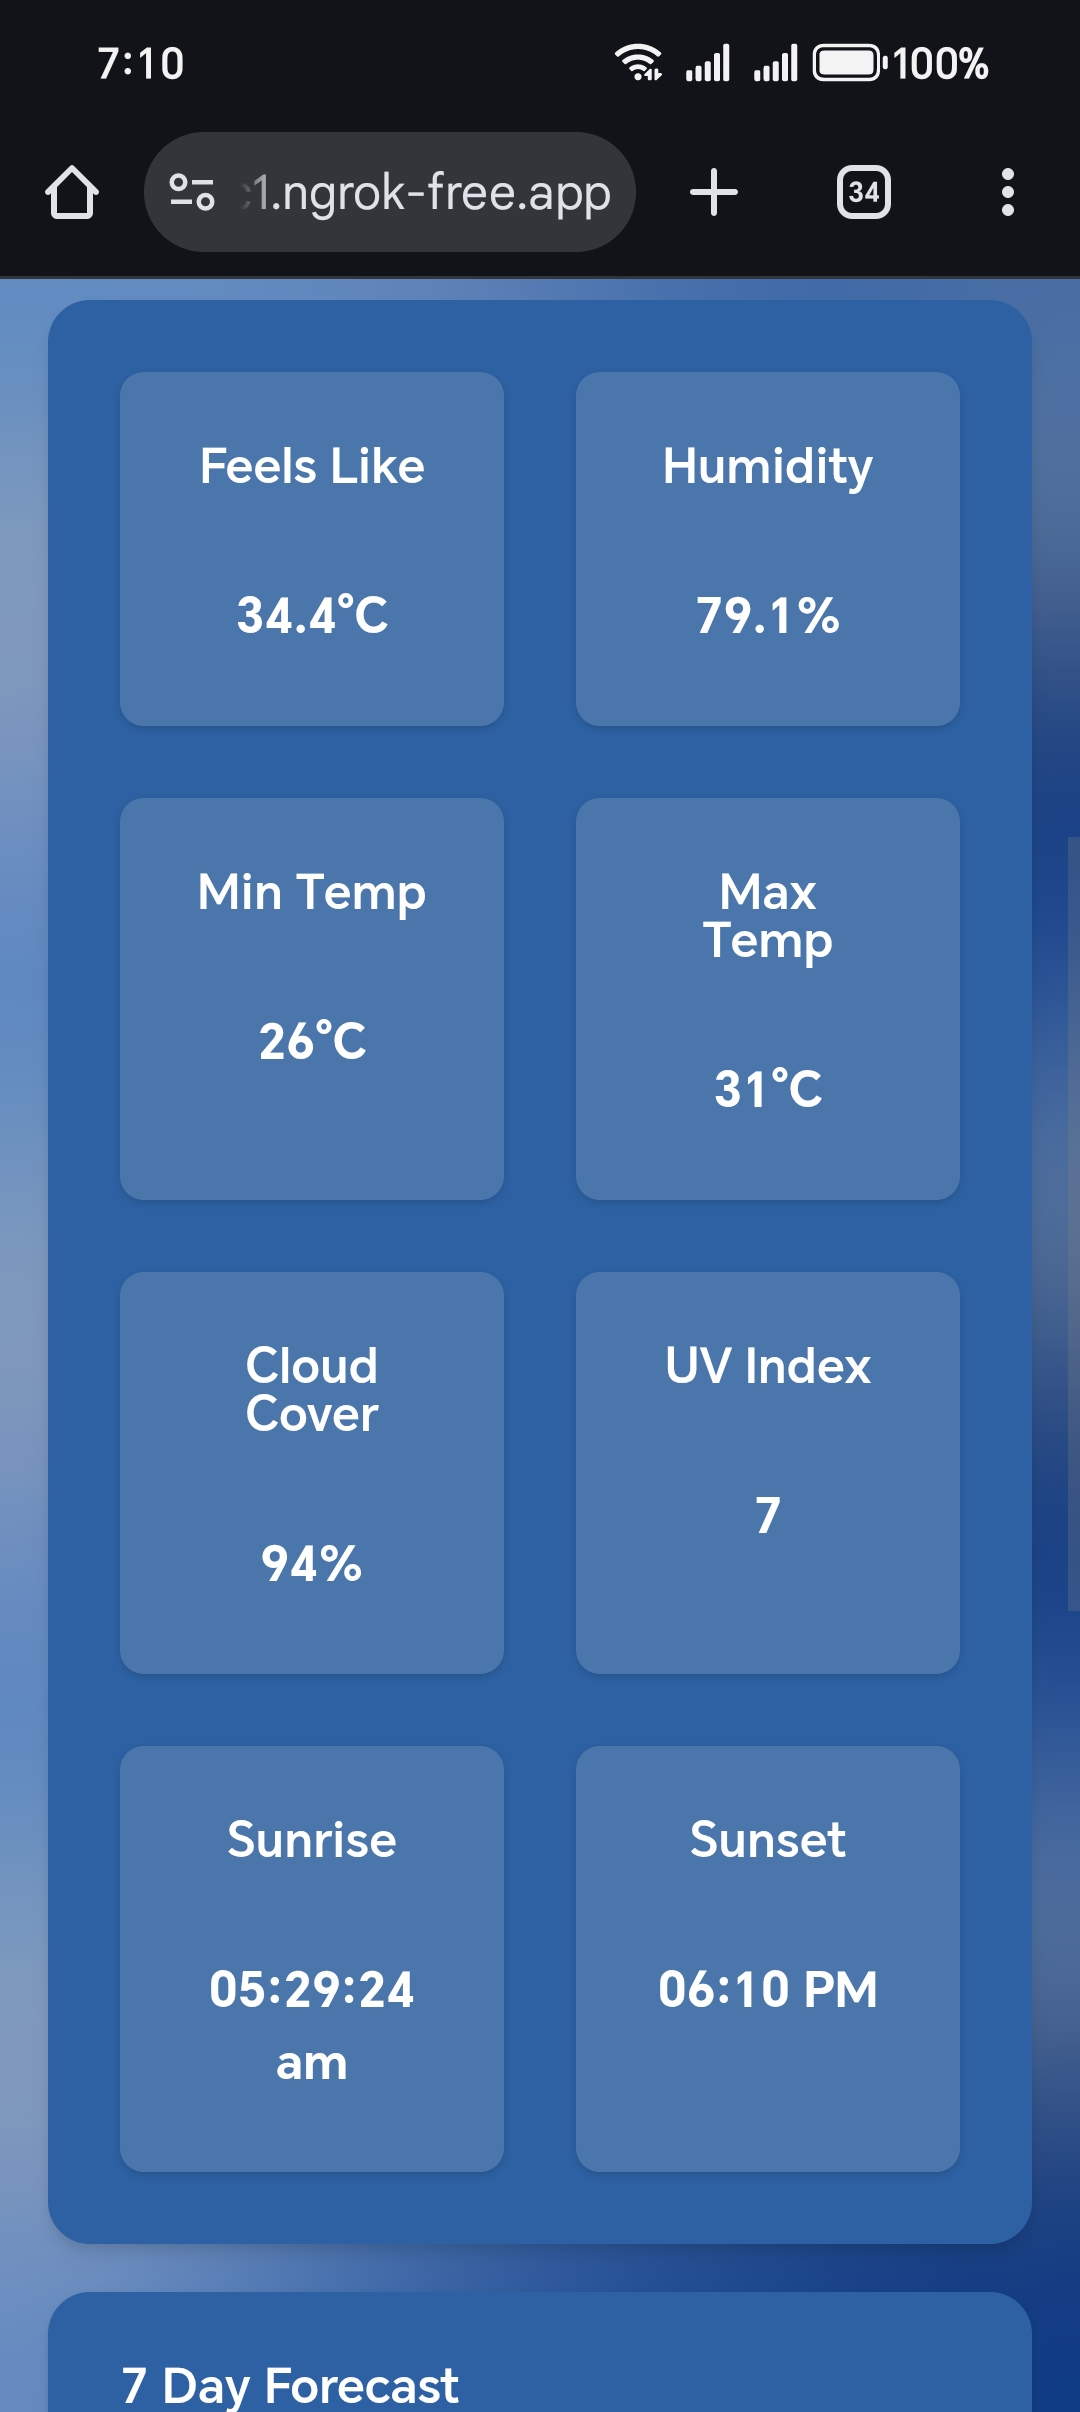 7:10
100%
1.ngrok-free.app
34
Feels Like
34.4°C
Humidity
79.1%
Min Temp
26°C
Max
Temp
31°C
Cloud
Cover
94%
UV Index
7
Sunrise
05:29:24
am
Sunset
06:10 PM
7 Day Forecast